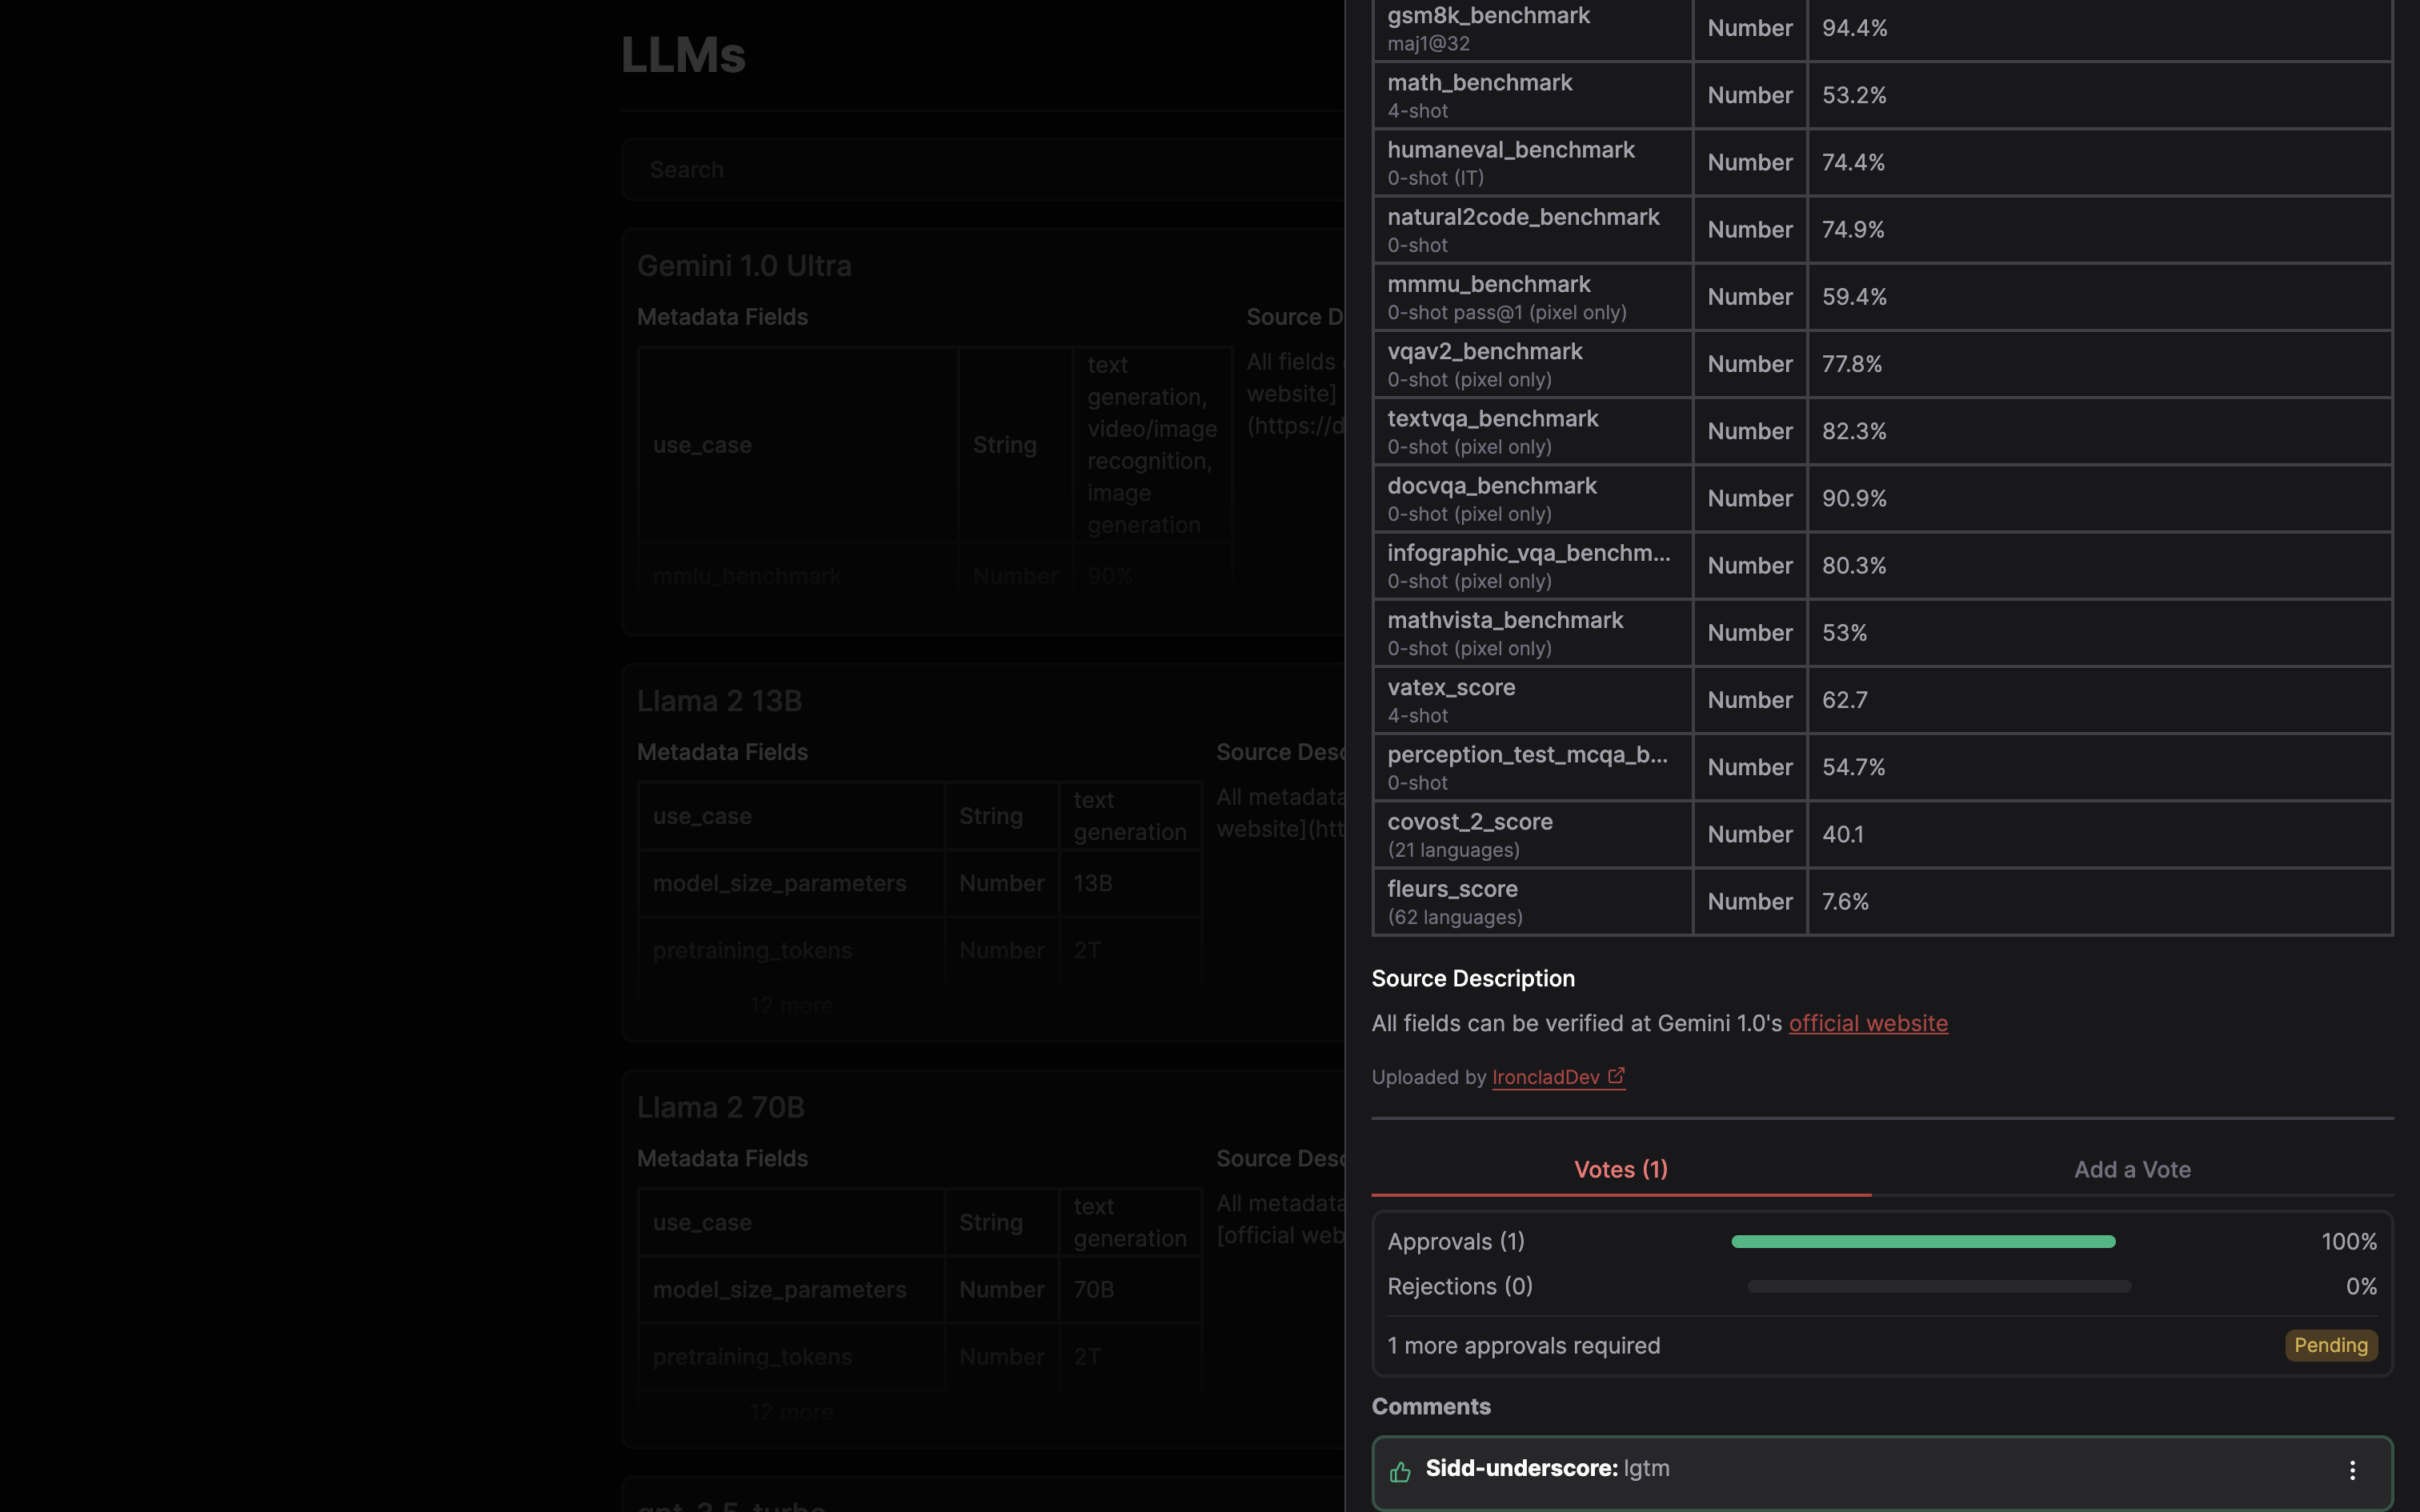 LLMs
Search
Gemini 1.0 Ultra
Metadata Fields
Source D
use_case
String
text
generation,
video/image
recognition,
image
generation
All fields
website]
(https://d
mmlu_benchmark
Number
90%
Llama 2 13B
Metadata Fields
Source Desc
use_case
String
text
generation
All metadata
website](htt
model_size_parameters
Number
13B
pretraining_tokens
Number
2T
12 more
Llama 2 70B
Metadata Fields
Source Desc
use_case
String
text
generation
All metadata
[official web
model_size_parameters
Number
70B
pretraining_tokens
Number
2T
12 more
gpt-3.5-turbo
gsm8k_benchmark
maj1@32
Number
94.4%
math_benchmark
4-shot
Number
53.2%
humaneval_benchmark
0-shot (IT)
Number
74.4%
natural2code_benchmark
0-shot
Number
74.9%
mmmu_benchmark
0-shot pass@1 (pixel only)
Number
59.4%
vqav2_benchmark
0-shot (pixel only)
Number
77.8%
textvqa_benchmark
0-shot (pixel only)
Number
82.3%
docvqa_benchmark
0-shot (pixel only)
Number
90.9%
infographic_vqa_benchm...
0-shot (pixel only)
Number
80.3%
mathvista_benchmark
0-shot (pixel only)
Number
53%
vatex_score
4-shot
Number
62.7
perception_test_mcqa_b...
0-shot
Number
54.7%
covost_2_score
(21 languages)
Number
40.1
fleurs_score
(62 languages)
Number
7.6%
Source Description
All fields can be verified at Gemini 1.0's official website
Uploaded by IroncladDev
Votes (1)
Add a Vote
Approvals (1)
100%
Rejections (0)
0%
1 more approvals required
Pending
Comments
Sidd-underscore: lgtm